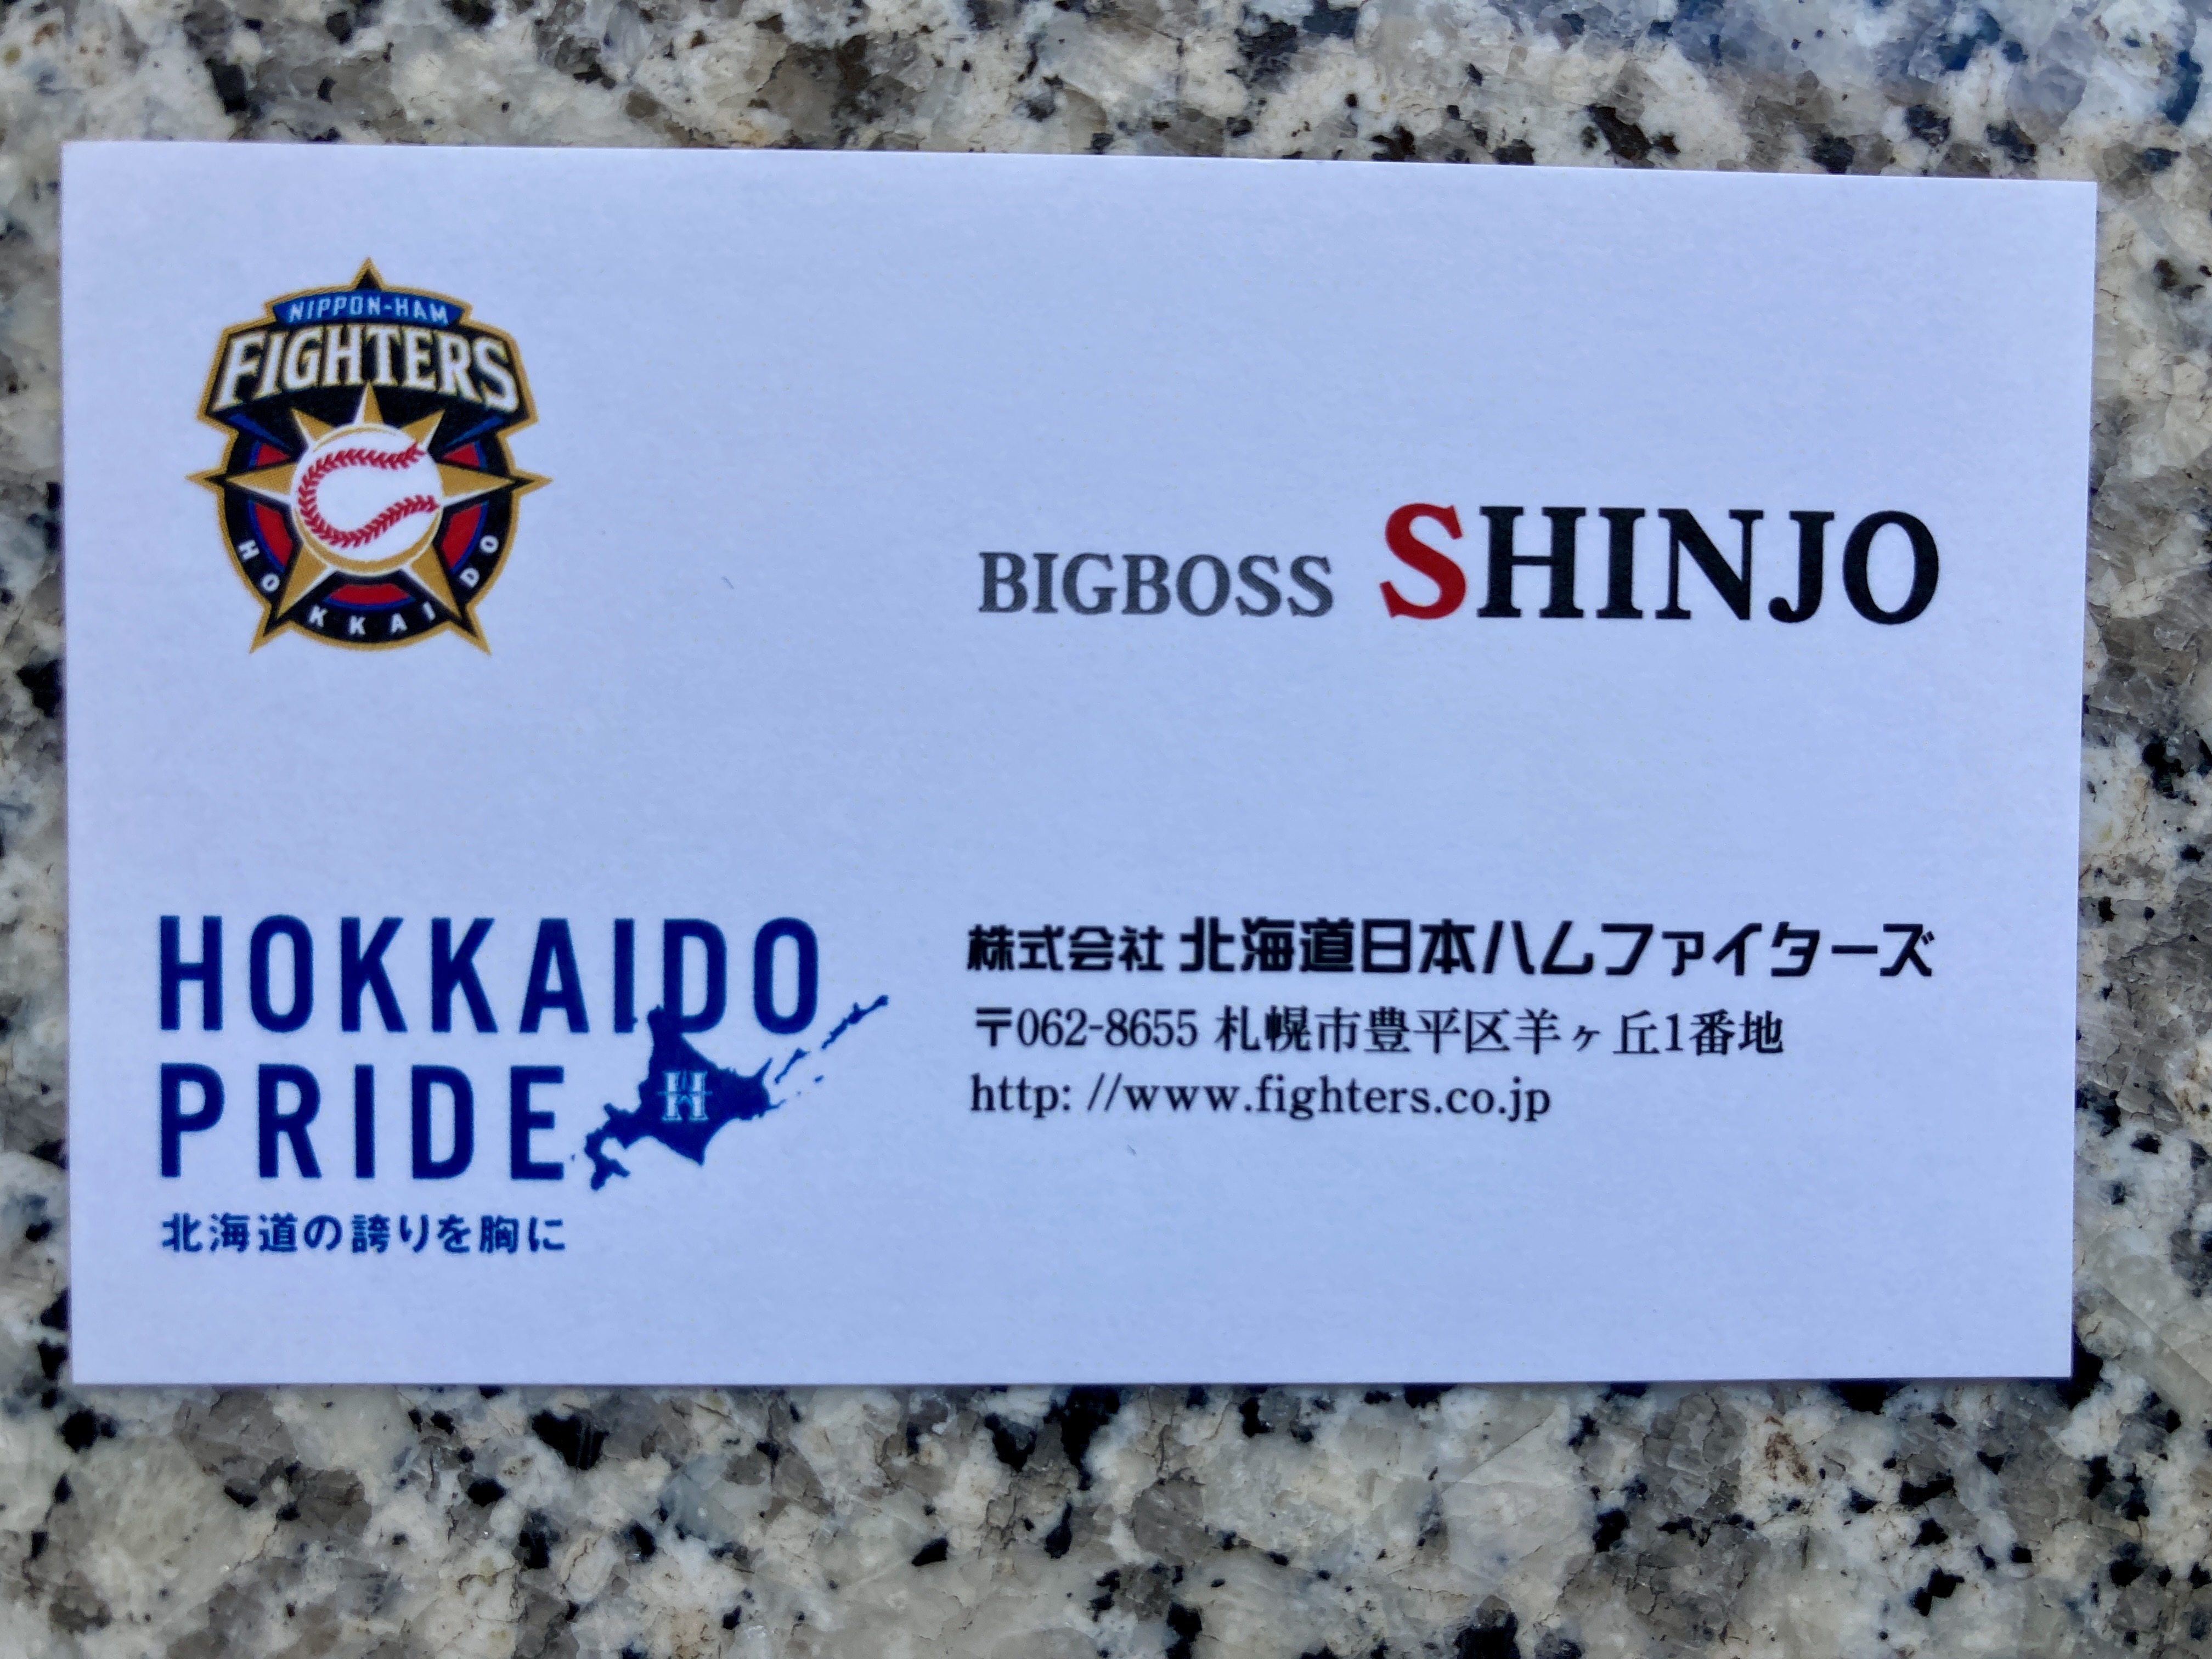 NIPPON-HAM
FIGHTERS
HOKKAIDO
BIGBOSS SHINJO
HOKKAIDO
PRIDE
H
北海道の誇りを胸に
株式会社 北海道日本ハムファイターズ
〒062-8655 札幌市豊平区羊ヶ丘1番地
http: //www.fighters.co.jp